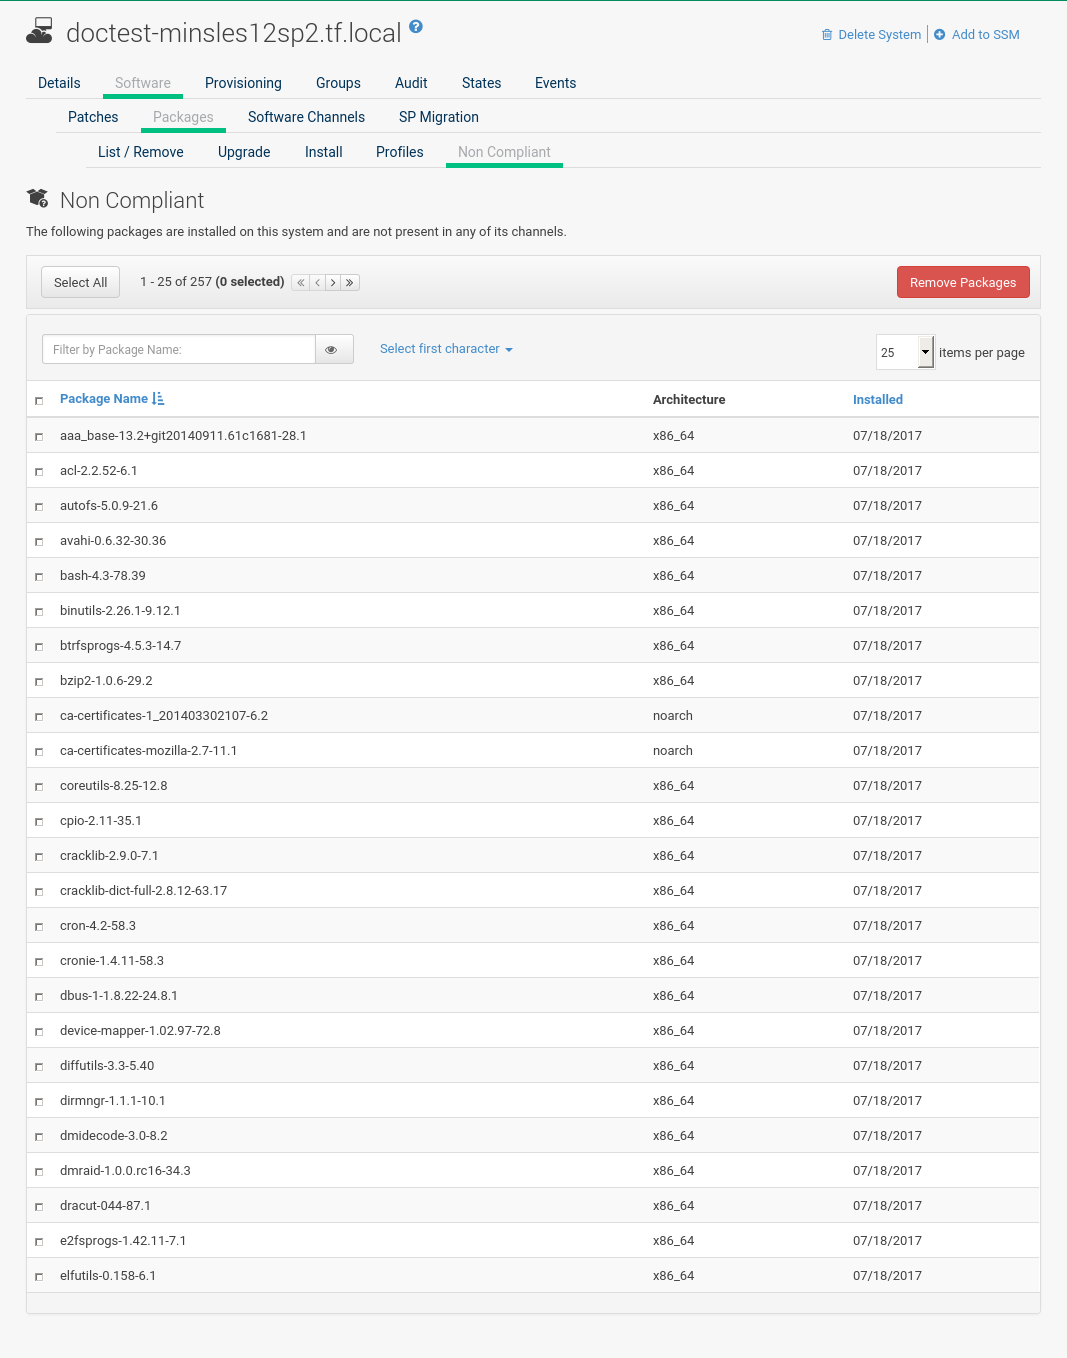 doctest-minsles12sp2.tf.local ?
Delete System Add to SSM
Details Software Provisioning Groups Audit States Events
Patches Packages Software Channels SP Migration
List / Remove Upgrade Install Profiles Non Compliant
Non Compliant
The following packages are installed on this system and are not present in any of its channels.
Select All 1 - 25 of 257 (0 selected) Remove Packages
Filter by Package Name: Select first character 25 items per page
Package Name Architecture Installed
aaa_base-13.2+git20140911.61c1681-28.1 x86_64 07/18/2017
acl-2.2.52-6.1 x86_64 07/18/2017
autofs-5.0.9-21.6 x86_64 07/18/2017
avahi-0.6.32-30.36 x86_64 07/18/2017
bash-4.3-78.39 x86_64 07/18/2017
binutils-2.26.1-9.12.1 x86_64 07/18/2017
btrfsprogs-4.5.3-14.7 x86_64 07/18/2017
bzip2-1.0.6-29.2 x86_64 07/18/2017
ca-certificates-1_201403302107-6.2 noarch 07/18/2017
ca-certificates-mozilla-2.7-11.1 noarch 07/18/2017
coreutils-8.25-12.8 x86_64 07/18/2017
cpio-2.11-35.1 x86_64 07/18/2017
cracklib-2.9.0-7.1 x86_64 07/18/2017
cracklib-dict-full-2.8.12-63.17 x86_64 07/18/2017
cron-4.2-58.3 x86_64 07/18/2017
cronie-1.4.11-58.3 x86_64 07/18/2017
dbus-1-1.8.22-24.8.1 x86_64 07/18/2017
device-mapper-1.02.97-72.8 x86_64 07/18/2017
diffutils-3.3-5.40 x86_64 07/18/2017
dirmngr-1.1.1-10.1 x86_64 07/18/2017
dmidecode-3.0-8.2 x86_64 07/18/2017
dmraid-1.0.0.rc16-34.3 x86_64 07/18/2017
dracut-044-87.1 x86_64 07/18/2017
e2fsprogs-1.42.11-7.1 x86_64 07/18/2017
elfutils-0.158-6.1 x86_64 07/18/2017